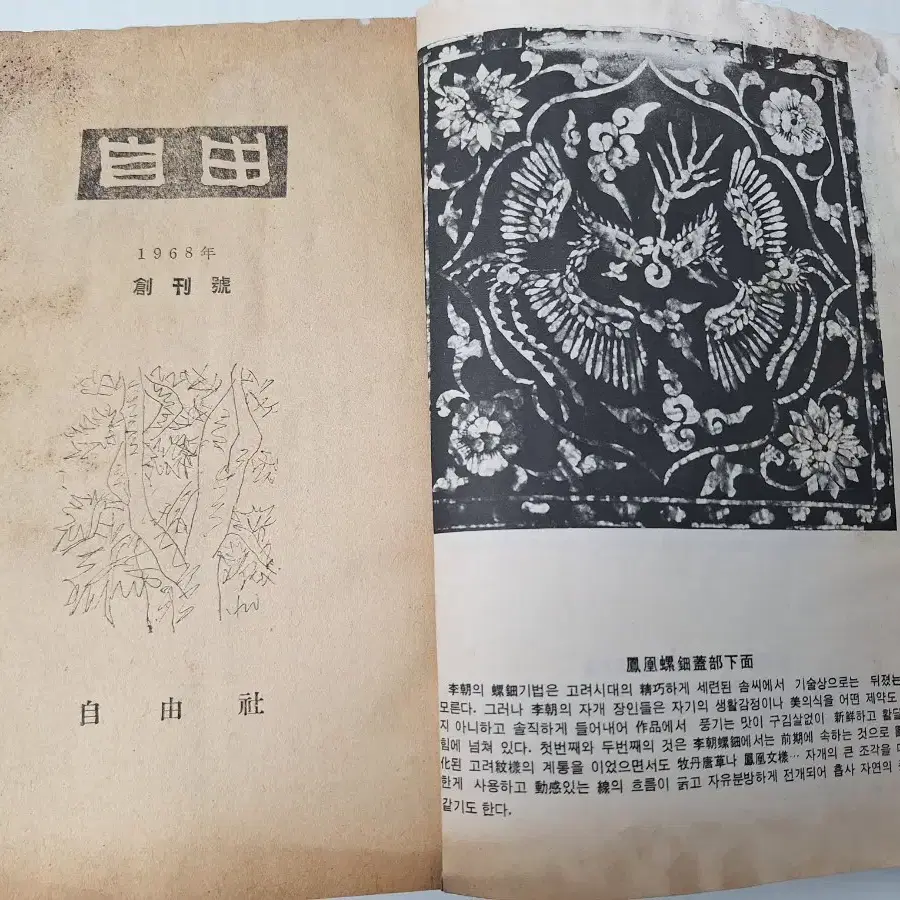 自由
1968年
創刊號
自由社
鳳凰螺鈿蓋部下面
李朝의 螺鈿기법은 고려시대의 精巧하게 세련된 솜씨에서 기술상으로는 뒤졌는
모른다. 그러나 李朝의 자개 장인들은 자기의 생활감정이나 美의식을 어떤 제약도
지 아니하고 솔직하게 들어내어 作品에서 풍기는 맛이 구김살없이 新鮮하고 활달
힘에 넘쳐 있다. 첫번째와 두번째의 것은 李朝螺鈿에서는 前期에 속하는 것으로
化된 고려紋樣의 계통을 이었으면서도 牡丹唐草나 鳳凰文樣… 자개의 큰 조각을
한게 사용하고 動感있는 線의 흐름이 굵고 자유분방하게 전개되어 흡사 자연의
같기도 한다.